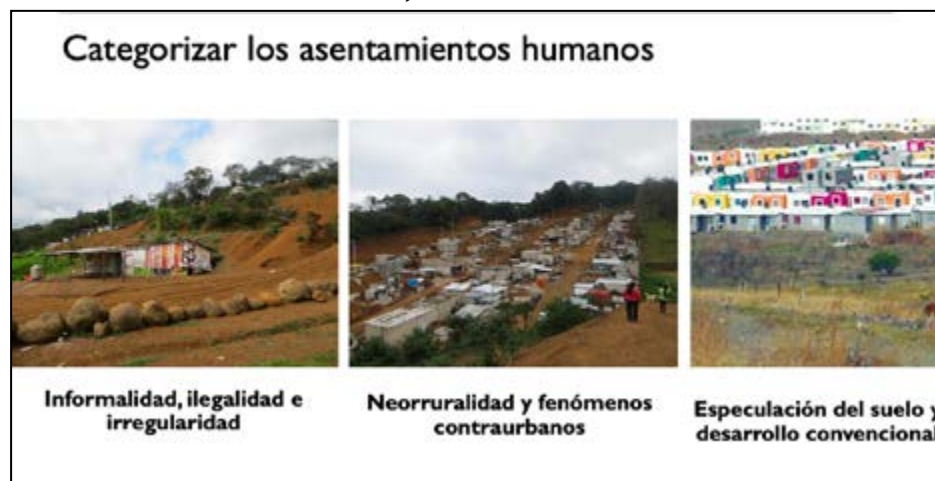 Categorizar los asentamientos humanos
Informalidad, ilegalidad e
irregularidad
Neorruralidad y fenómenos
contraurbanos
Especulación del suelo y
desarrollo convencional